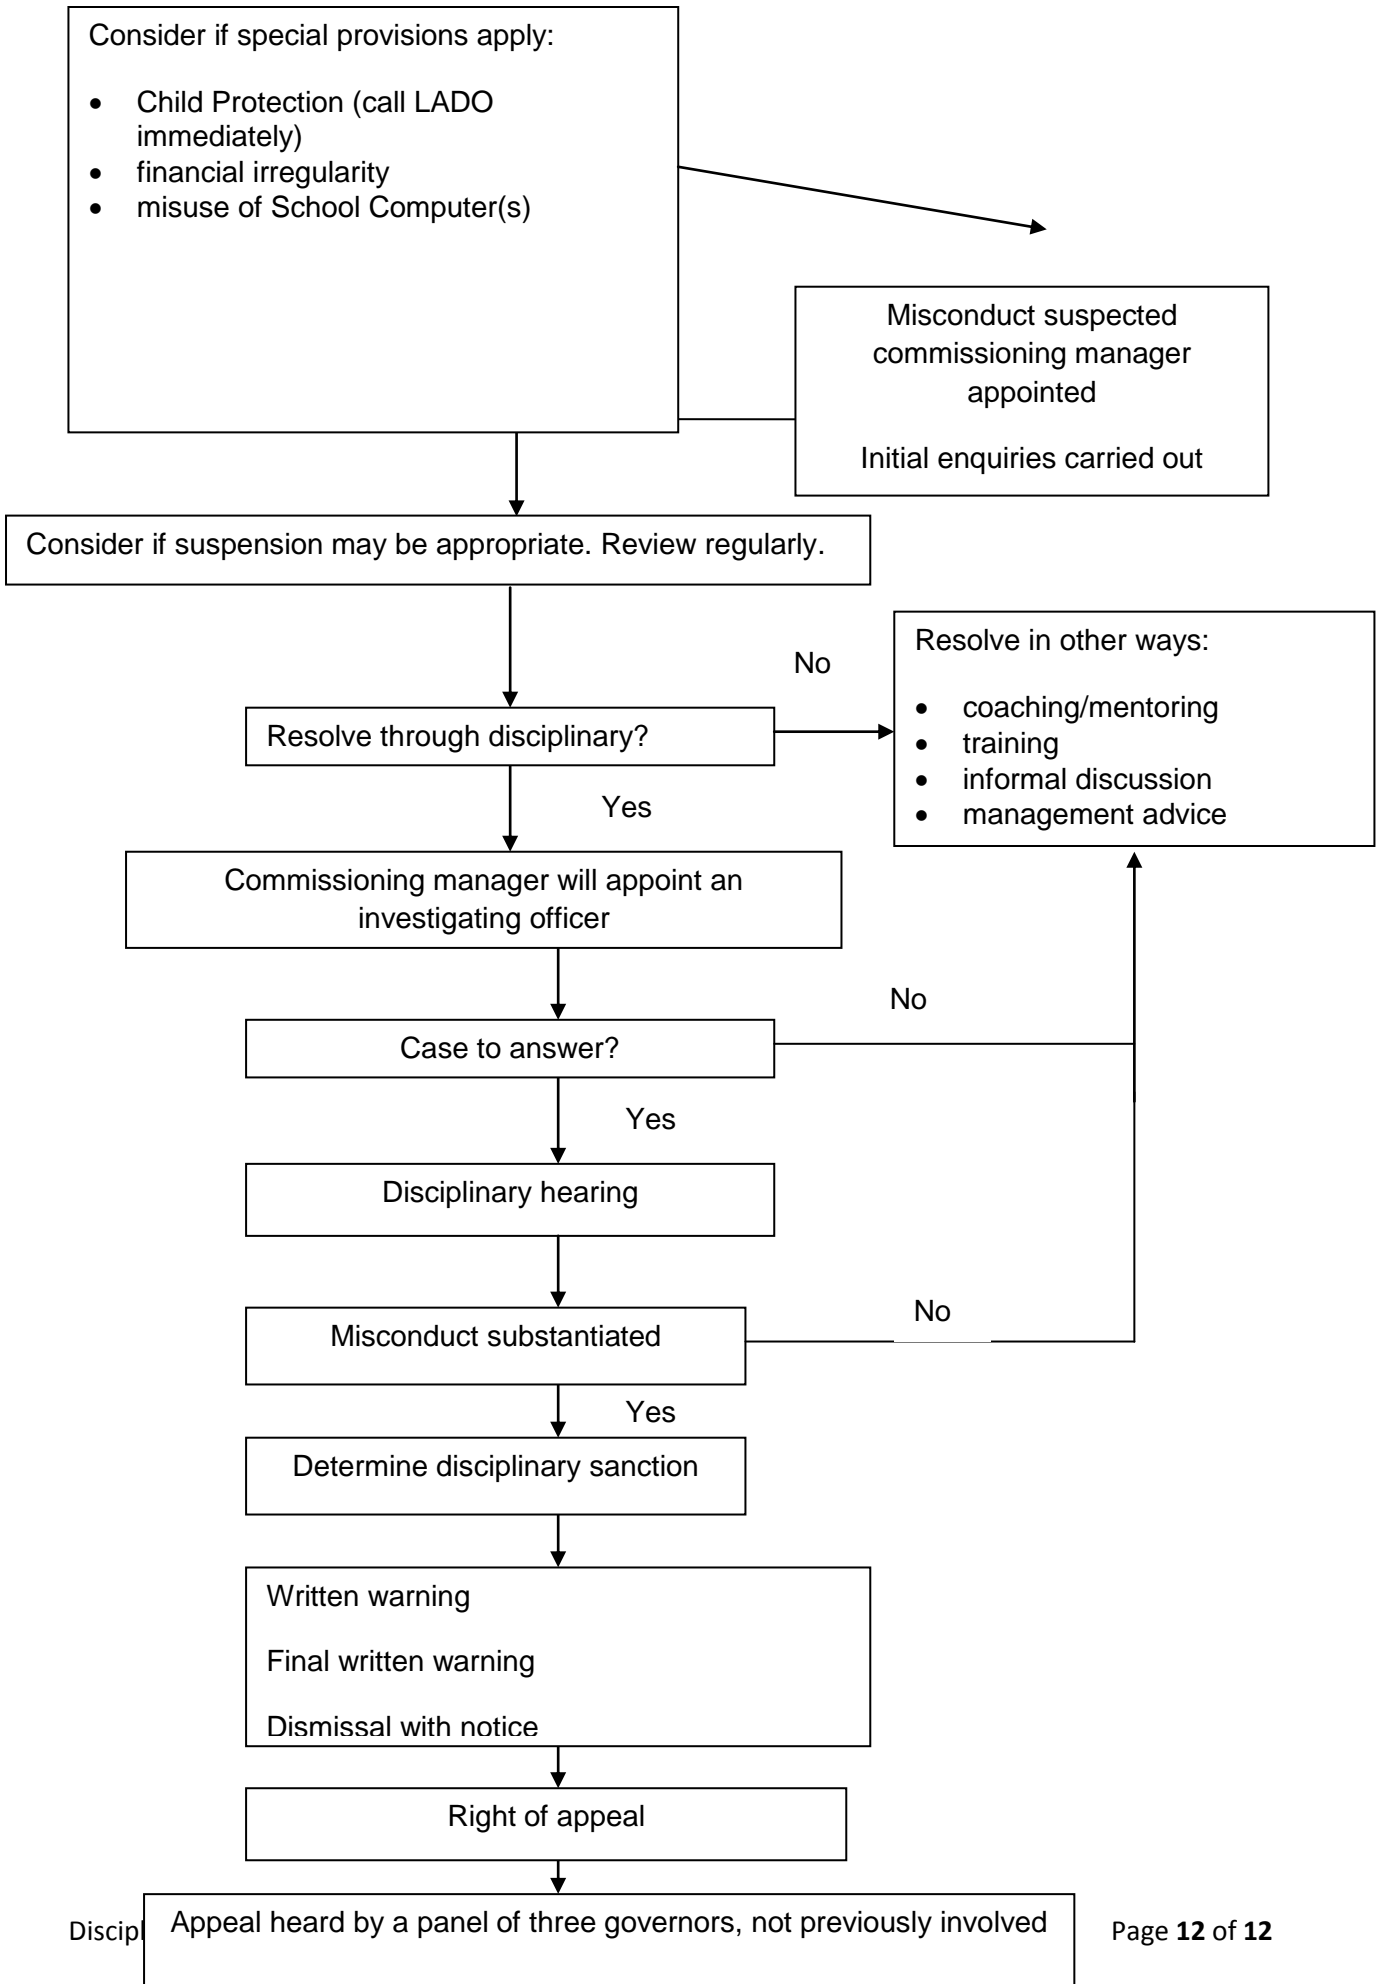 Consider if special provisions apply:
• Child Protection (call LADO
immediately)
• financial irregularity
• misuse of School Computer(s)
Misconduct suspected
commissioning manager
appointed
Initial enquiries carried out
Consider if suspension may be appropriate. Review regularly.
No
Resolve in other ways:
• coaching/mentoring
• training
• informal discussion
• management advice
Resolve through disciplinary?
Yes
Commissioning manager will appoint an
investigating officer
No
Case to answer?
Yes
Disciplinary hearing
No
Misconduct substantiated
Yes
Determine disciplinary sanction
Written warning
Final written warning
Dismissal with notice
Right of appeal
Appeal heard by a panel of three governors, not previously involved
Page 12 of 12